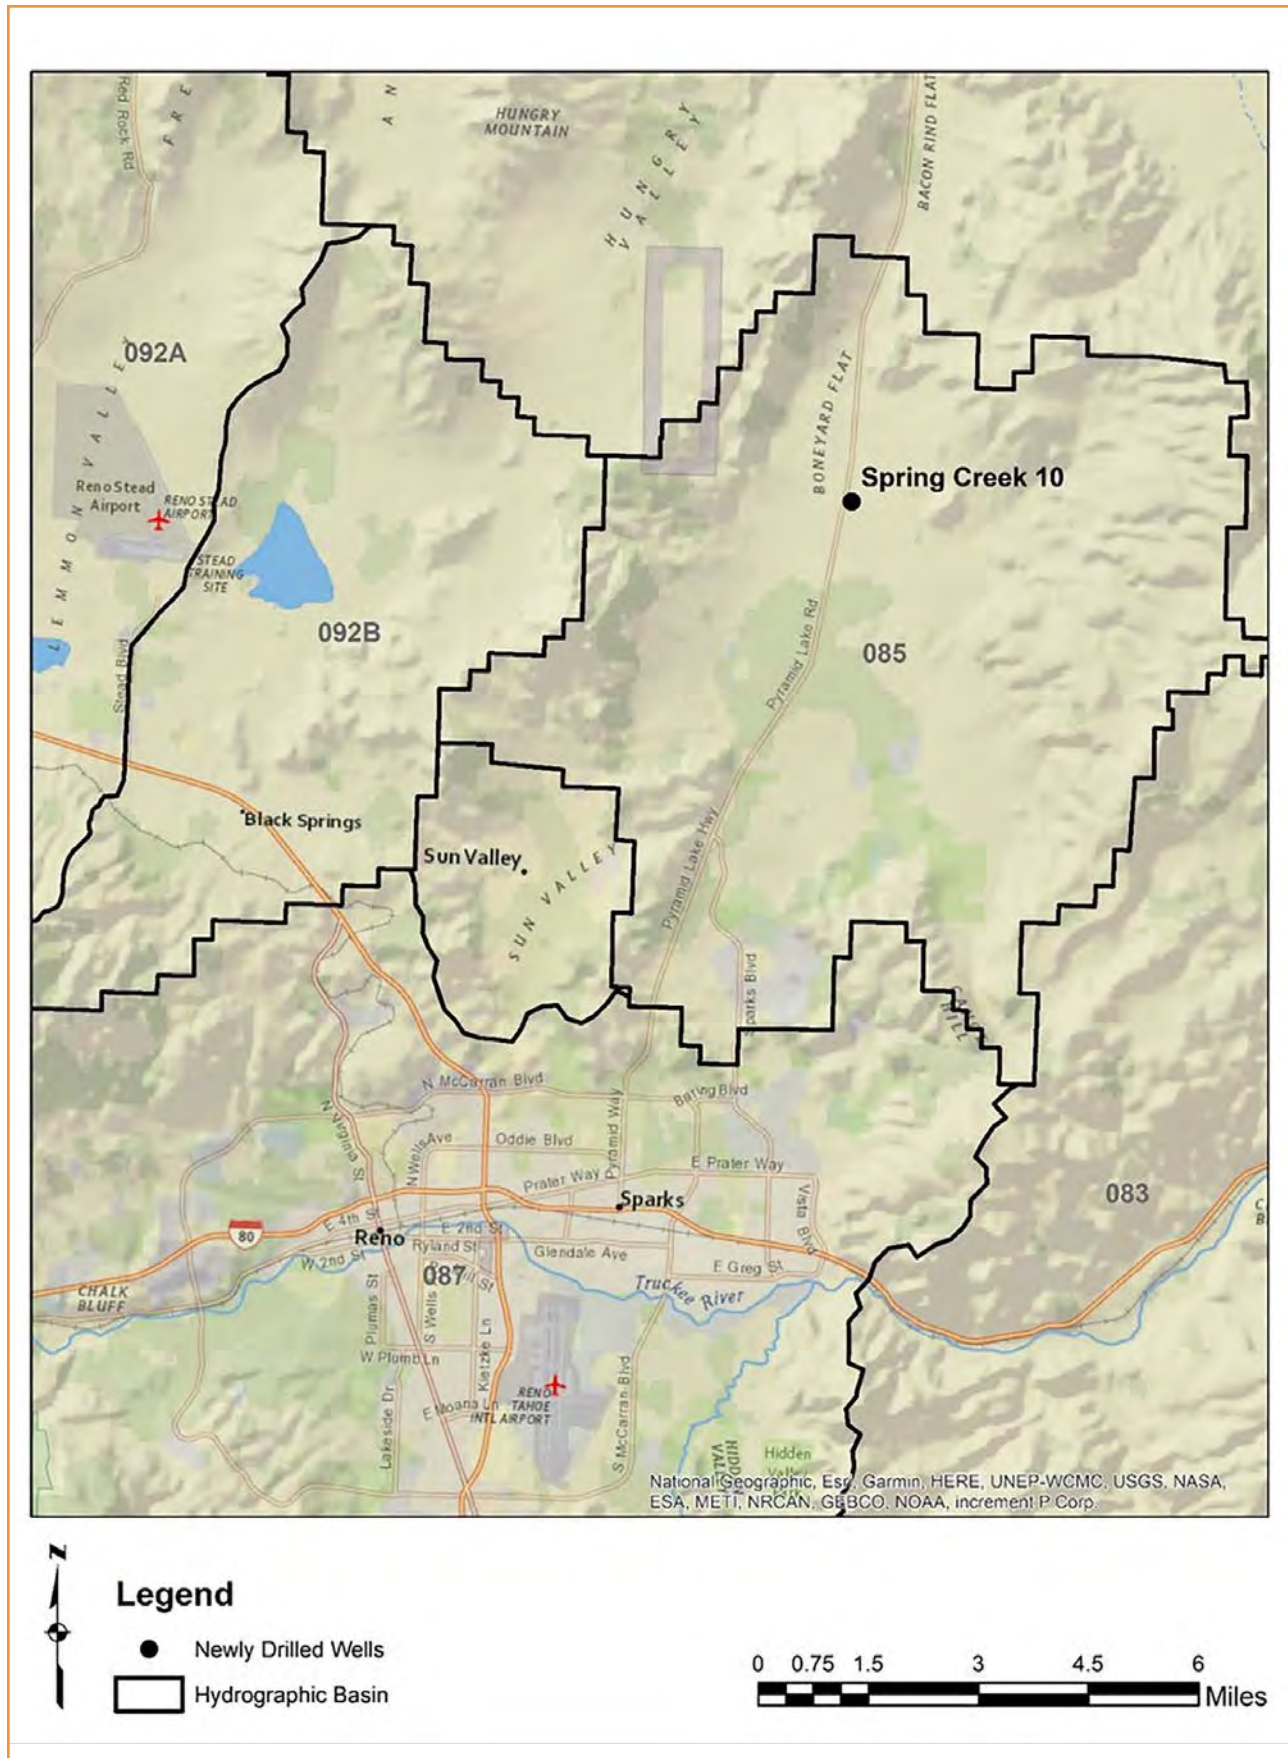 Red Rock Rd
F R E
A N
HUNGRY
MOUNTAIN
HUNGRY
VALLEY
BACON RIND FLAT
092A
LEMMON VALLEY
Reno Stead
Airport
RENO STEAD
AIRPORT
STEAD
TRAINING
SITE
BONEYARD FLAT
Spring Creek 10
092B
085
Stead Blvd
Pyramid Lake Rd
Black Springs
Sun Valley
SUN VALLEY
Pyramid Lake Hwy
Sparks Blvd
HILL
N McCarran Blvd
Baring Blvd
N Virginia St
N Wells Ave
Oddie Blvd
Pyramid Way
Prater Way
E Prater Way
Vista Blvd
083
Sparks
80
E 4th St
Reno
E 2nd St
W 2nd St
Ryland St
Glendale Ave
E Greg St
087
CHALK
BLUFF
Plumas St
S Wells
Truckee River
W Plumb Ln
Kietzke Ln
Lakeside Dr
E Moana Ln
RENO
TAHOE
INTL AIRPORT
S McCarran Blvd
Hidden
National Geographic, Esri, Garmin, HERE, UNEP-WCMC, USGS, NASA,
ESA, METI, NRCAN, GEBCO, NOAA, increment P Corp.
N
Legend
Newly Drilled Wells
Hydrographic Basin
0 0.75 1.5 3 4.5 6
Miles